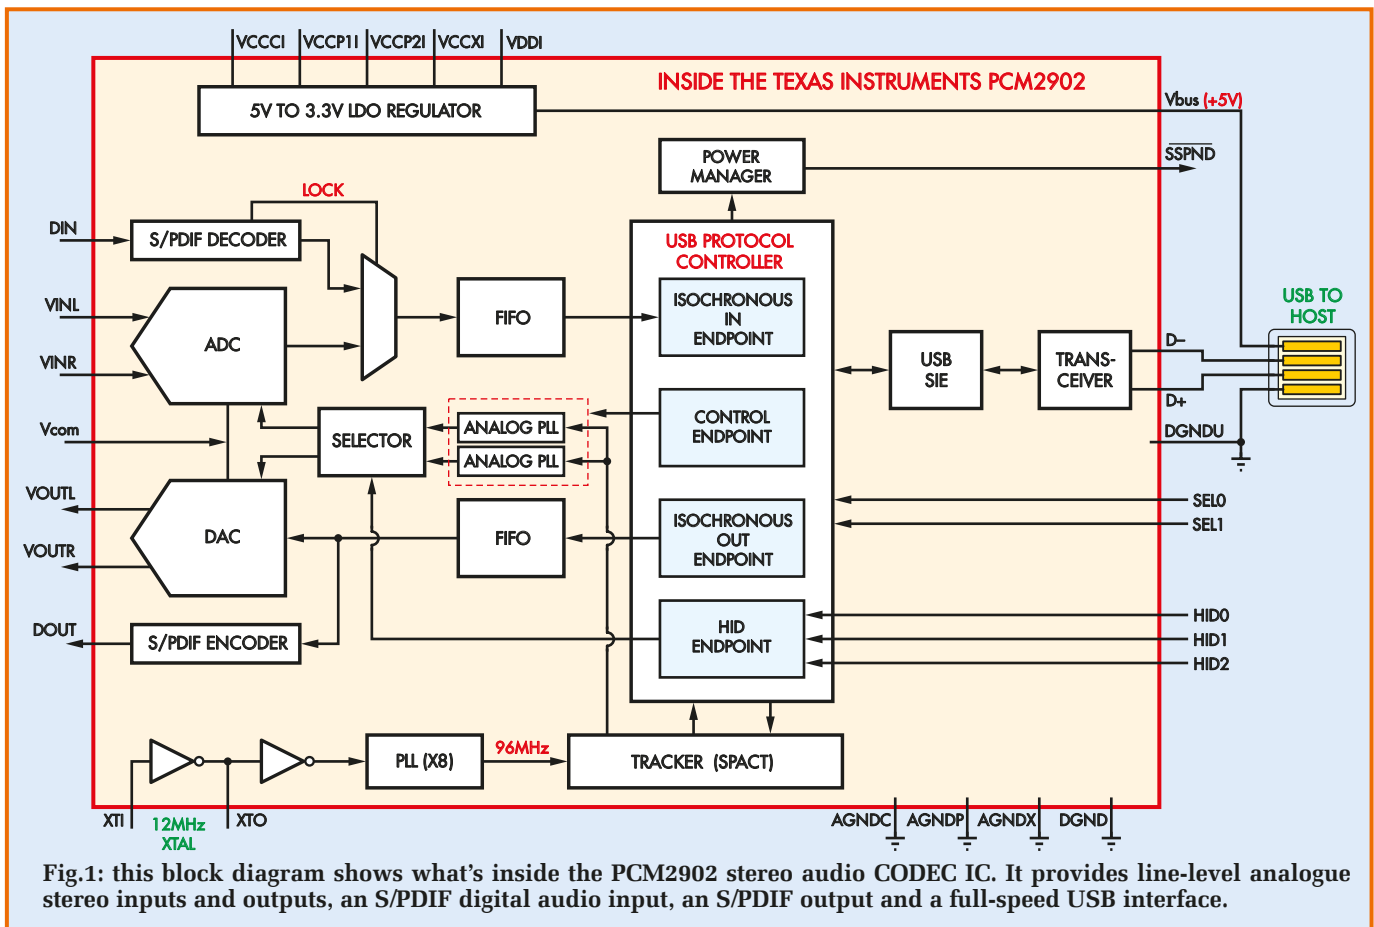 VCCCI VCCP1I VCCP2I VCCXI VDDI
INSIDE THE TEXAS INSTRUMENTS PCM2902
5V TO 3.3V LDO REGULATOR
Vbus (+5V)
POWER
MANAGER
SSPND
LOCK
DIN
S/PDIF DECODER
USB PROTOCOL
CONTROLLER
VINL
VINR
ADC
FIFO
ISOCHRONOUS
IN
ENDPOINT
USB TO
HOST
USB
SIE
TRANS-
CEIVER
D–
D+
Vcom
SELECTOR
ANALOG PLL
ANALOG PLL
CONTROL
ENDPOINT
DGNDU
VOUTL
VOUTR
DAC
FIFO
ISOCHRONOUS
OUT
ENDPOINT
SEL0
SEL1
DOUT
S/PDIF ENCODER
HID
ENDPOINT
HID0
HID1
HID2
PLL (X8)
96MHz
TRACKER (SPACT)
XTI
12MHz
XTAL
XTO
AGNDC AGNDP AGNDX DGND
Fig.1: this block diagram shows what's inside the PCM2902 stereo audio CODEC IC. It provides line-level analogue
stereo inputs and outputs, an S/PDIF digital audio input, an S/PDIF output and a full-speed USB interface.